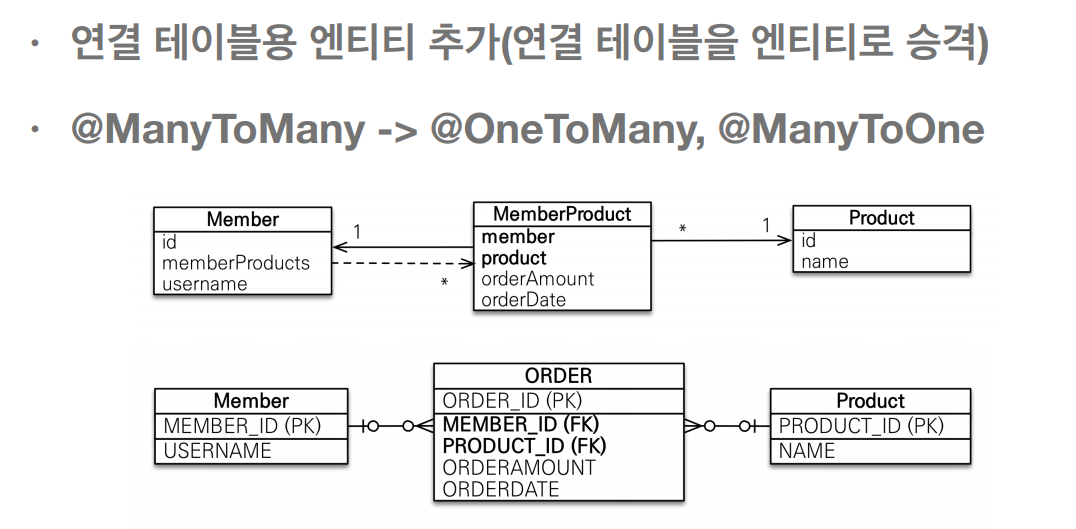 · 연결 테이블용 엔티티 추가(연결 테이블을 엔티티로 승격)
· @ManyToMany -> @OneToMany, @ManyToOne
Member
id
memberProducts
username
1
*
MemberProduct
member
product
orderAmount
orderDate
*
1
Product
id
name
Member
MEMBER_ID (PK)
USERNAME
ORDER
ORDER_ID (PK)
MEMBER_ID (FK)
PRODUCT_ID (FK)
ORDERAMOUNT
ORDERDATE
Product
PRODUCT_ID (PK)
NAME